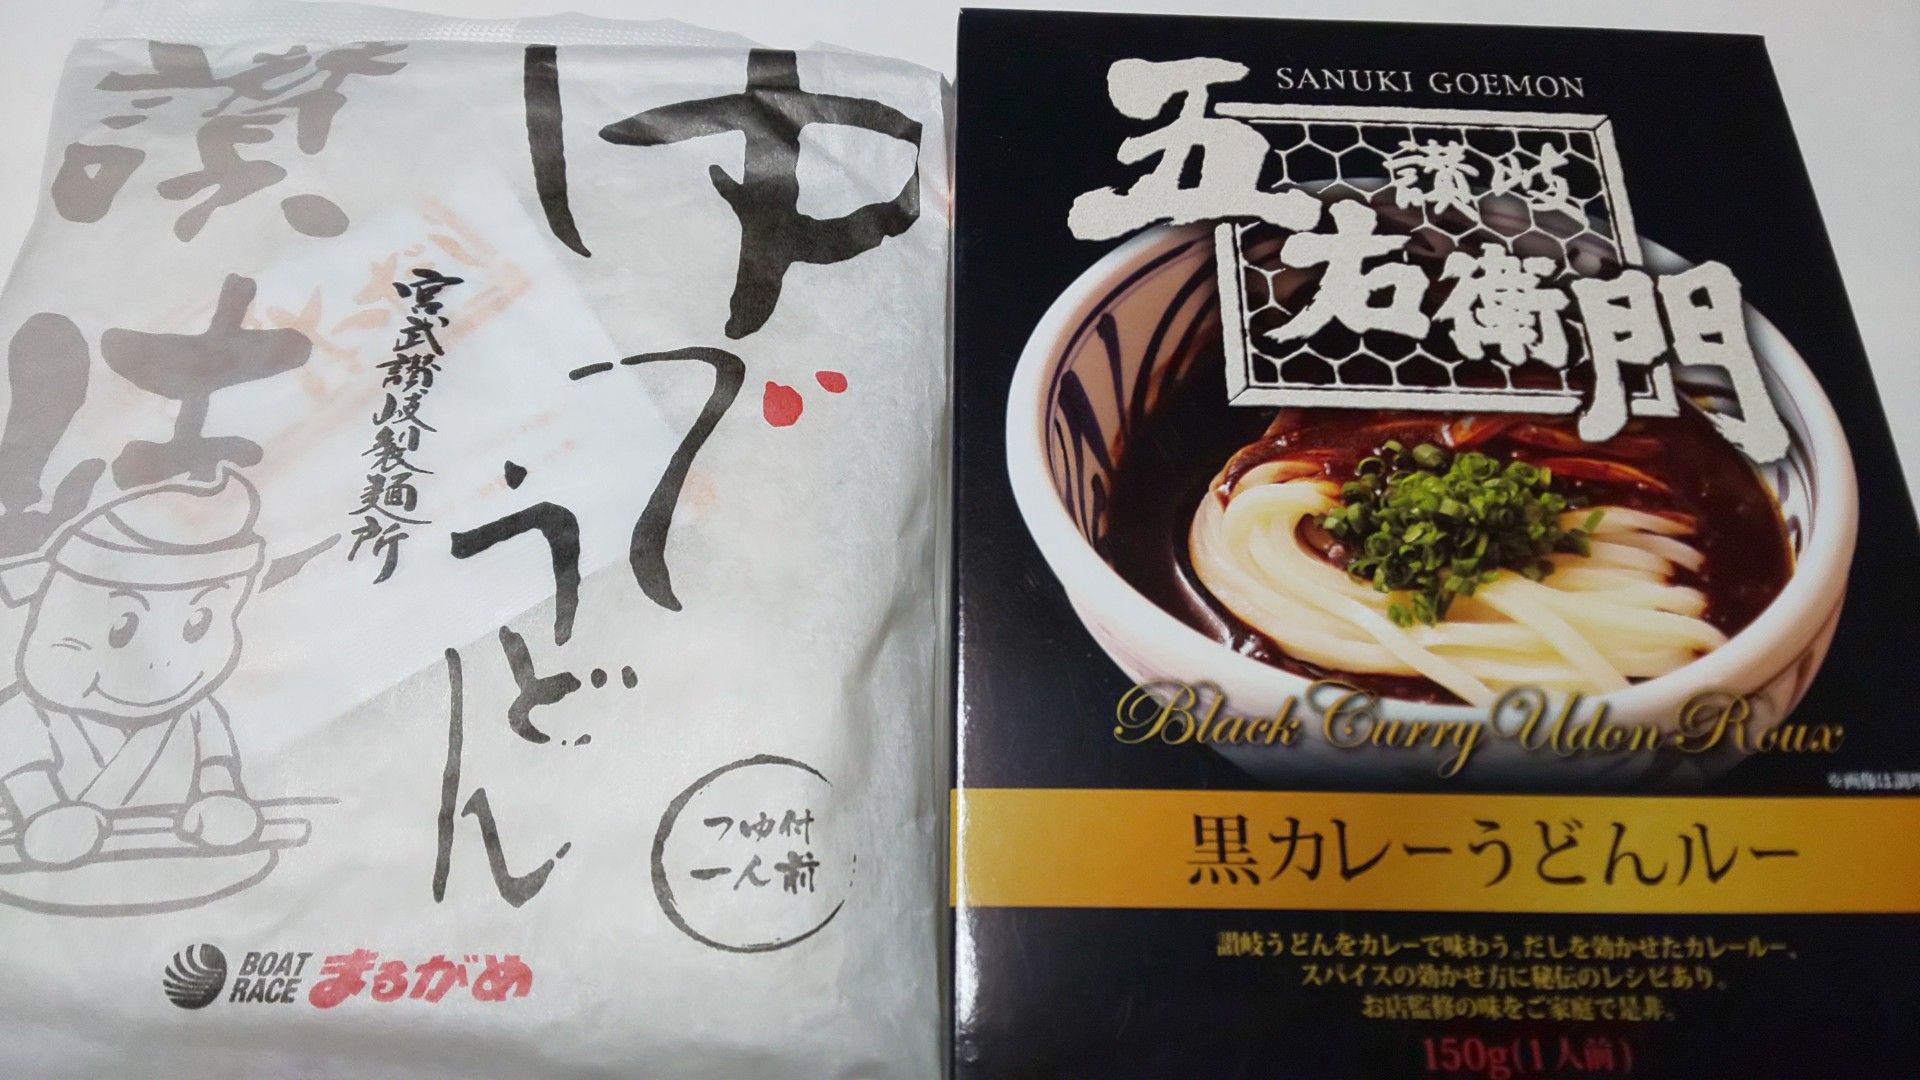 讃岐
ゆでうどん
宮武讃岐製麺所
つゆ付
一人前
BOAT
RACE
まるがめ
SANUKI GOEMON
讃岐
五右衛門
Black Curry Udon Roux
※画像は調理
黒カレーうどんルー
讃岐うどんをカレーで味わう。だしを効かせたカレールー、
スパイスの効かせ方に秘伝のレシピあり。
お店監修の味をご家庭で是非。
150g(1人前)